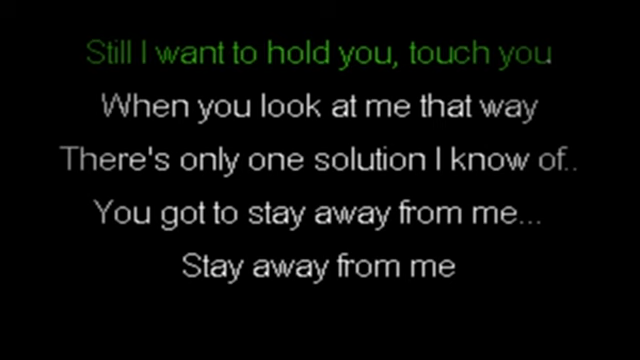 Still I want to hold you, touch you
When you look at me that way
There's only one solution I know of..
You got to stay away from me...
Stay away from me